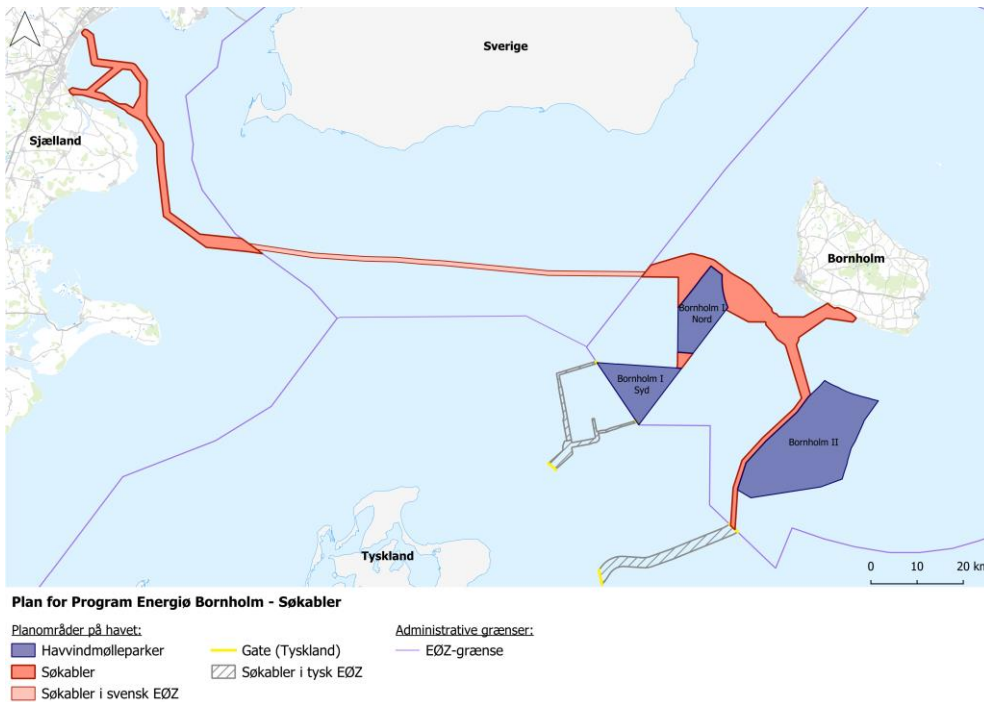 Sverige
Sjælland
Bornholm
Bornholm I
Nord
Bornholm I
Syd
Bornholm II
Tyskland
0 10 20 km
Plan for Program Energiø Bornholm - Søkabler
Planområder på havet:
Havvindmølleparker
Søkabler
Søkabler i svensk EØZ
Gate (Tyskland)
Søkabler i tysk EØZ
Administrative grænser:
EØZ-grænse